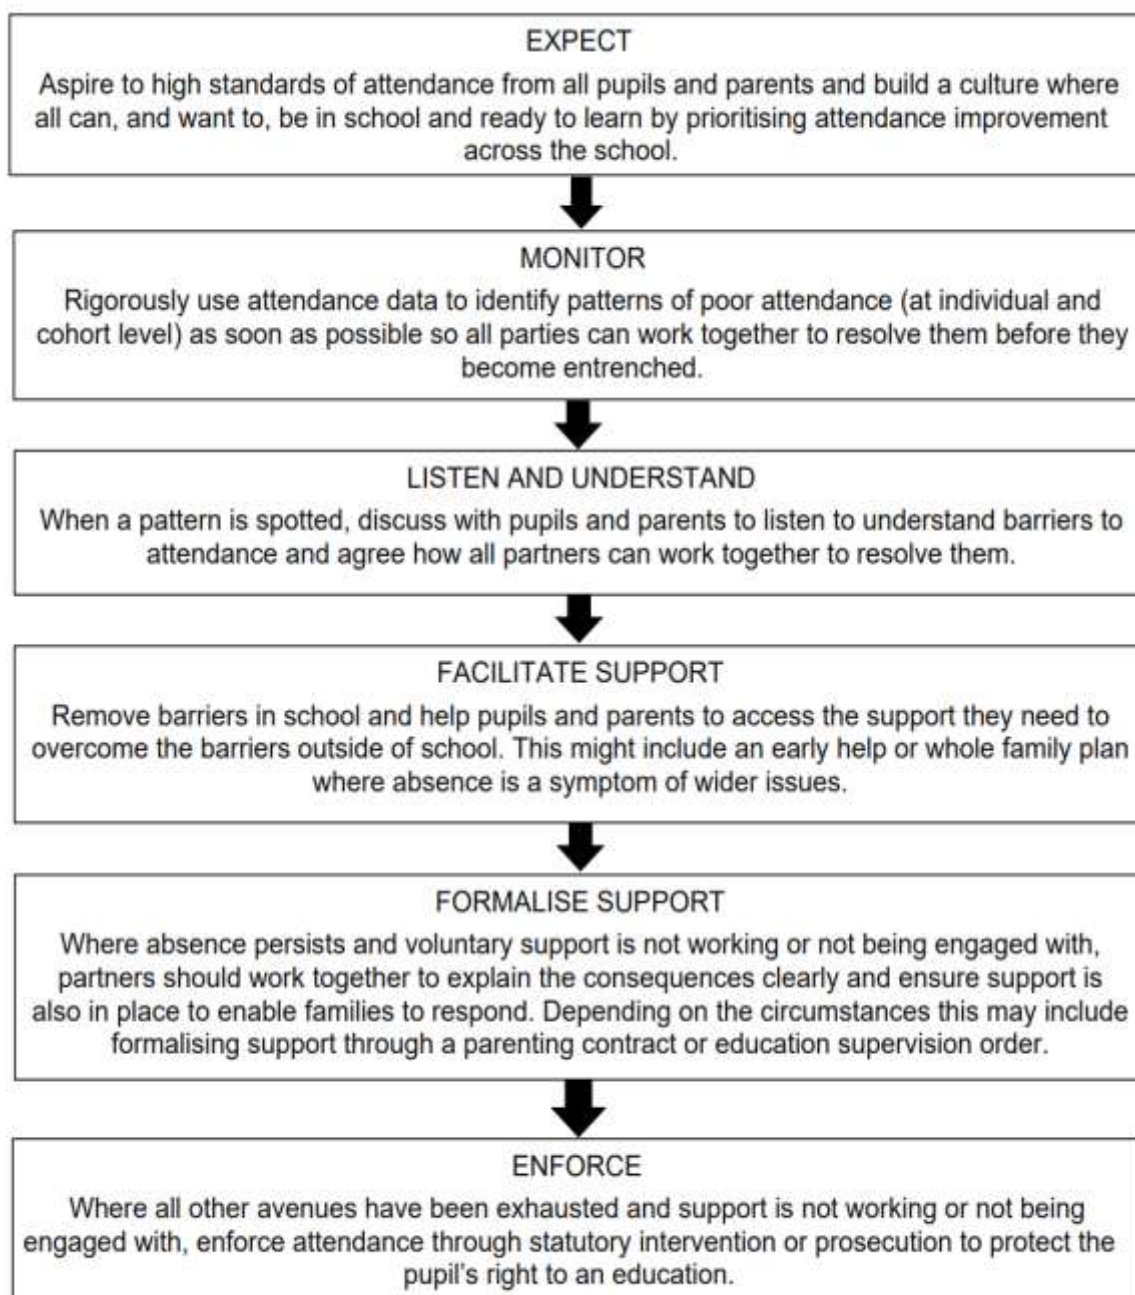 EXPECT
Aspire to high standards of attendance from all pupils and parents and build a culture where
all can, and want to, be in school and ready to learn by prioritising attendance improvement
across the school.
MONITOR
Rigorously use attendance data to identify patterns of poor attendance (at individual and
cohort level) as soon as possible so all parties can work together to resolve them before they
become entrenched.
LISTEN AND UNDERSTAND
When a pattern is spotted, discuss with pupils and parents to listen to understand barriers to
attendance and agree how all partners can work together to resolve them.
FACILITATE SUPPORT
Remove barriers in school and help pupils and parents to access the support they need to
overcome the barriers outside of school. This might include an early help or whole family plan
where absence is a symptom of wider issues.
FORMALISE SUPPORT
Where absence persists and voluntary support is not working or not being engaged with,
partners should work together to explain the consequences clearly and ensure support is
also in place to enable families to respond. Depending on the circumstances this may include
formalising support through a parenting contract or education supervision order.
ENFORCE
Where all other avenues have been exhausted and support is not working or not being
engaged with, enforce attendance through statutory intervention or prosecution to protect the
pupil's right to an education.